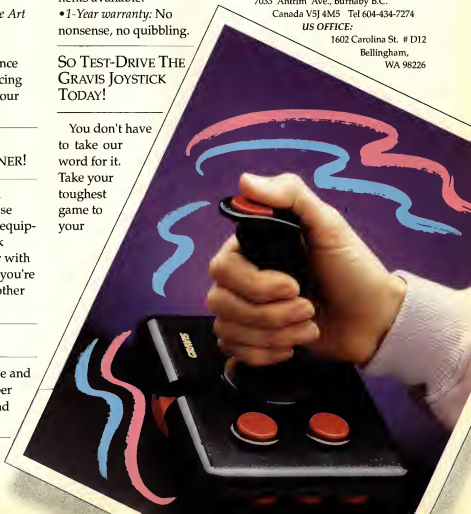 e Art
nce
cing
our
NER!
se
equip-
k
with
you're
other
e and
er
nd
items available!
•1-Year warranty: No
nonsense, no quibbling.
SO TEST-DRIVE THE
GRAVIS JOYSTICK
TODAY!
You don't have
to take our
word for it.
Take your
toughest
game to
your
7033 Antrim Ave., Burnaby B.C.
Canada V5J 4M5 Tel 604-434-7274
US OFFICE:
1602 Carolina St. # D12
Bellingham,
WA 98226
GRAVIS